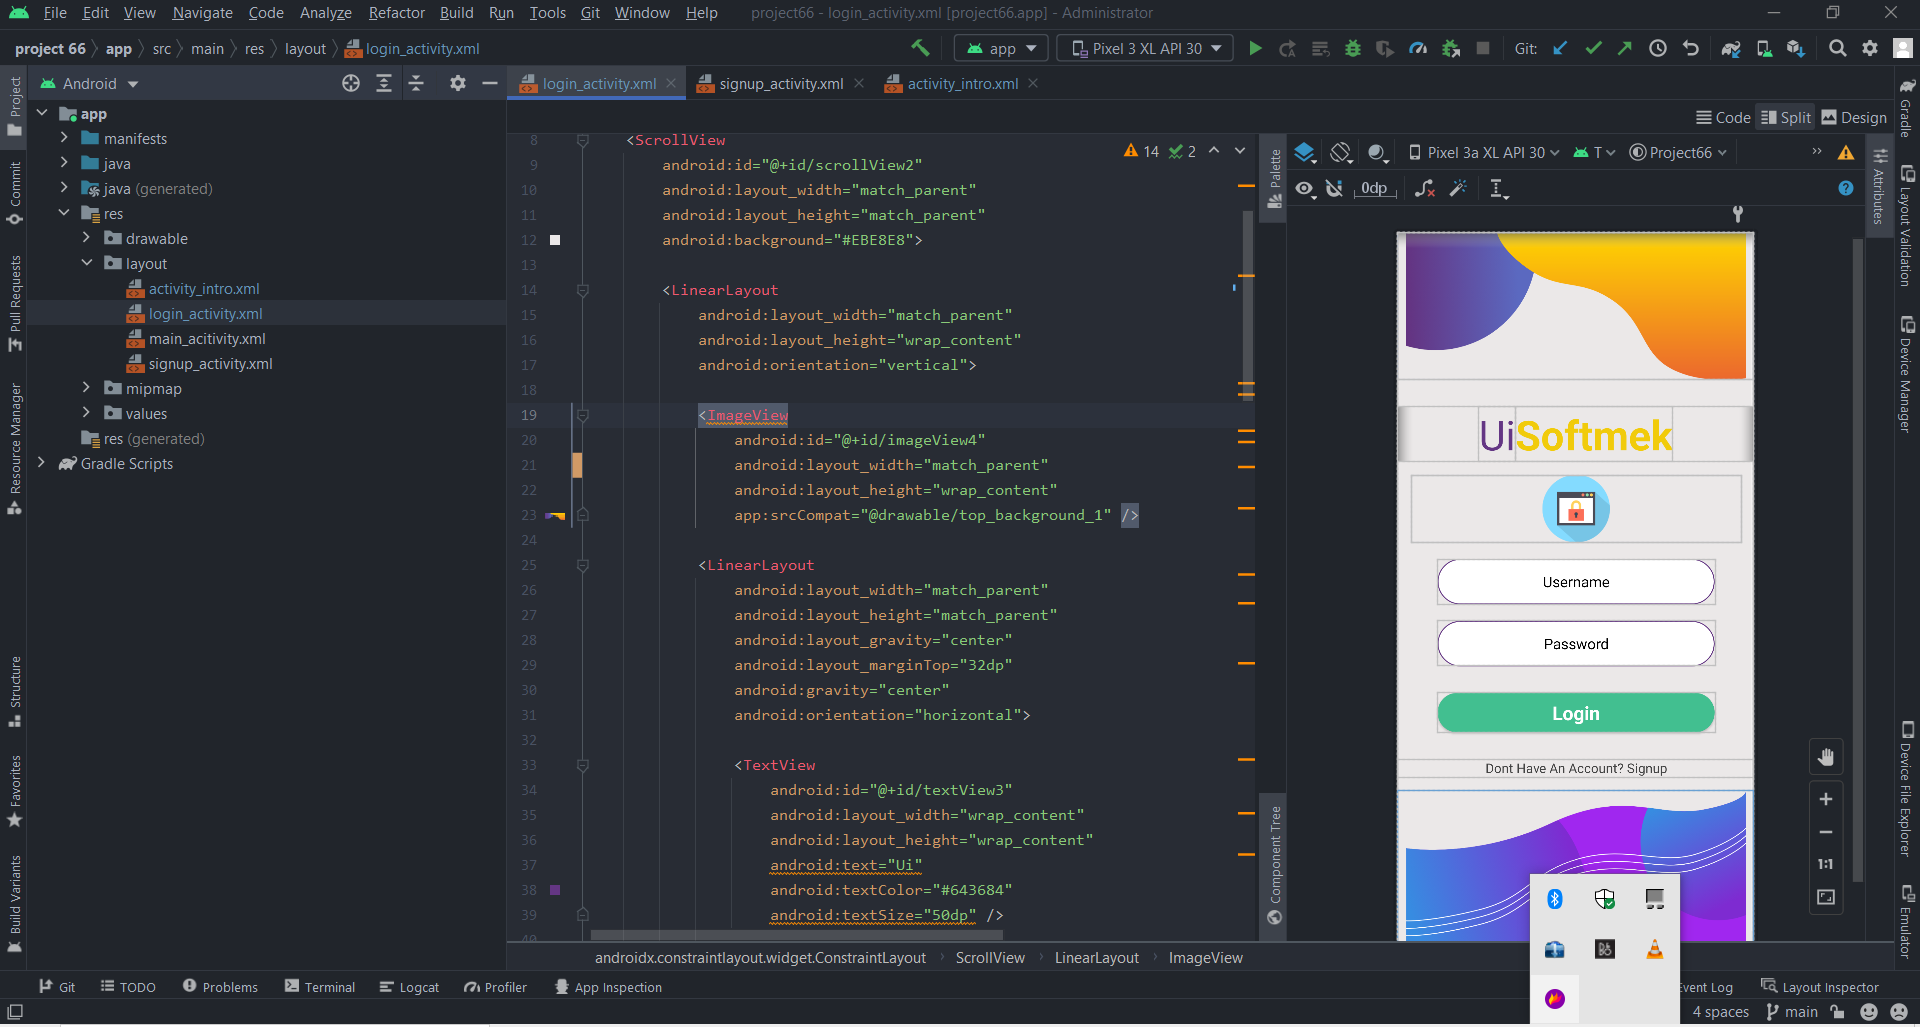 File Edit View Navigate Code Analyze Refactor Build Run Tools Git Window Help project66 - login_activity.xml [project66.app] - Administrator
project 66 app src main res layout login_activity.xml app Pixel 3 XL API 30 Git:
Android login_activity.xml signup_activity.xml activity_intro.xml
Code Split Design
Project
Commit
Pull Requests
Resource Manager
Structure
Favorites
Build Variants
app
manifests
java
java (generated)
res
drawable
layout
activity_intro.xml
login_activity.xml
main_acitivity.xml
signup_activity.xml
mipmap
values
res (generated)
Gradle Scripts
14 2
8 <ScrollView
9 android:id="@+id/scrollView2"
10 android:layout_width="match_parent"
11 android:layout_height="match_parent"
12 android:background="#EBE8E8">
13
14 <LinearLayout
15 android:layout_width="match_parent"
16 android:layout_height="wrap_content"
17 android:orientation="vertical">
18
19 <ImageView
20 android:id="@+id/imageView4"
21 android:layout_width="match_parent"
22 android:layout_height="wrap_content"
23 app:srcCompat="@drawable/top_background_1" />
24
25 <LinearLayout
26 android:layout_width="match_parent"
27 android:layout_height="match_parent"
28 android:layout_gravity="center"
29 android:layout_marginTop="32dp"
30 android:gravity="center"
31 android:orientation="horizontal">
32
33 <TextView
34 android:id="@+id/textView3"
35 android:layout_width="wrap_content"
36 android:layout_height="wrap_content"
37 android:text="Ui"
38 android:textColor="#643684"
39 android:textSize="50dp" />
40
Palette
Component Tree
Pixel 3a XL API 30 T Project66
0dp
UiSoftmek
Username
Password
Login
Dont Have An Account? Signup
1:1
Attributes
Gradle
Layout Validation
Device Manager
Device File Explorer
Emulator
androidx.constraintlayout.widget.ConstraintLayout ScrollView LinearLayout ImageView
Git TODO Problems Terminal Logcat Profiler App Inspection Event Log Layout Inspector
4 spaces main